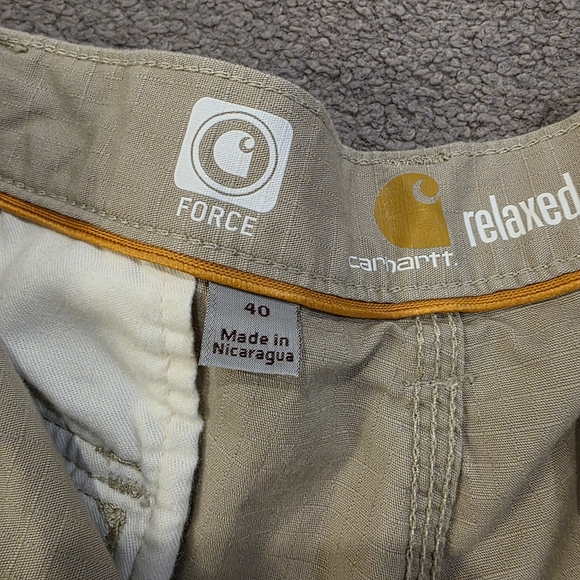 FORCE
carhartt.
relaxed
40
Made in
Nicaragua